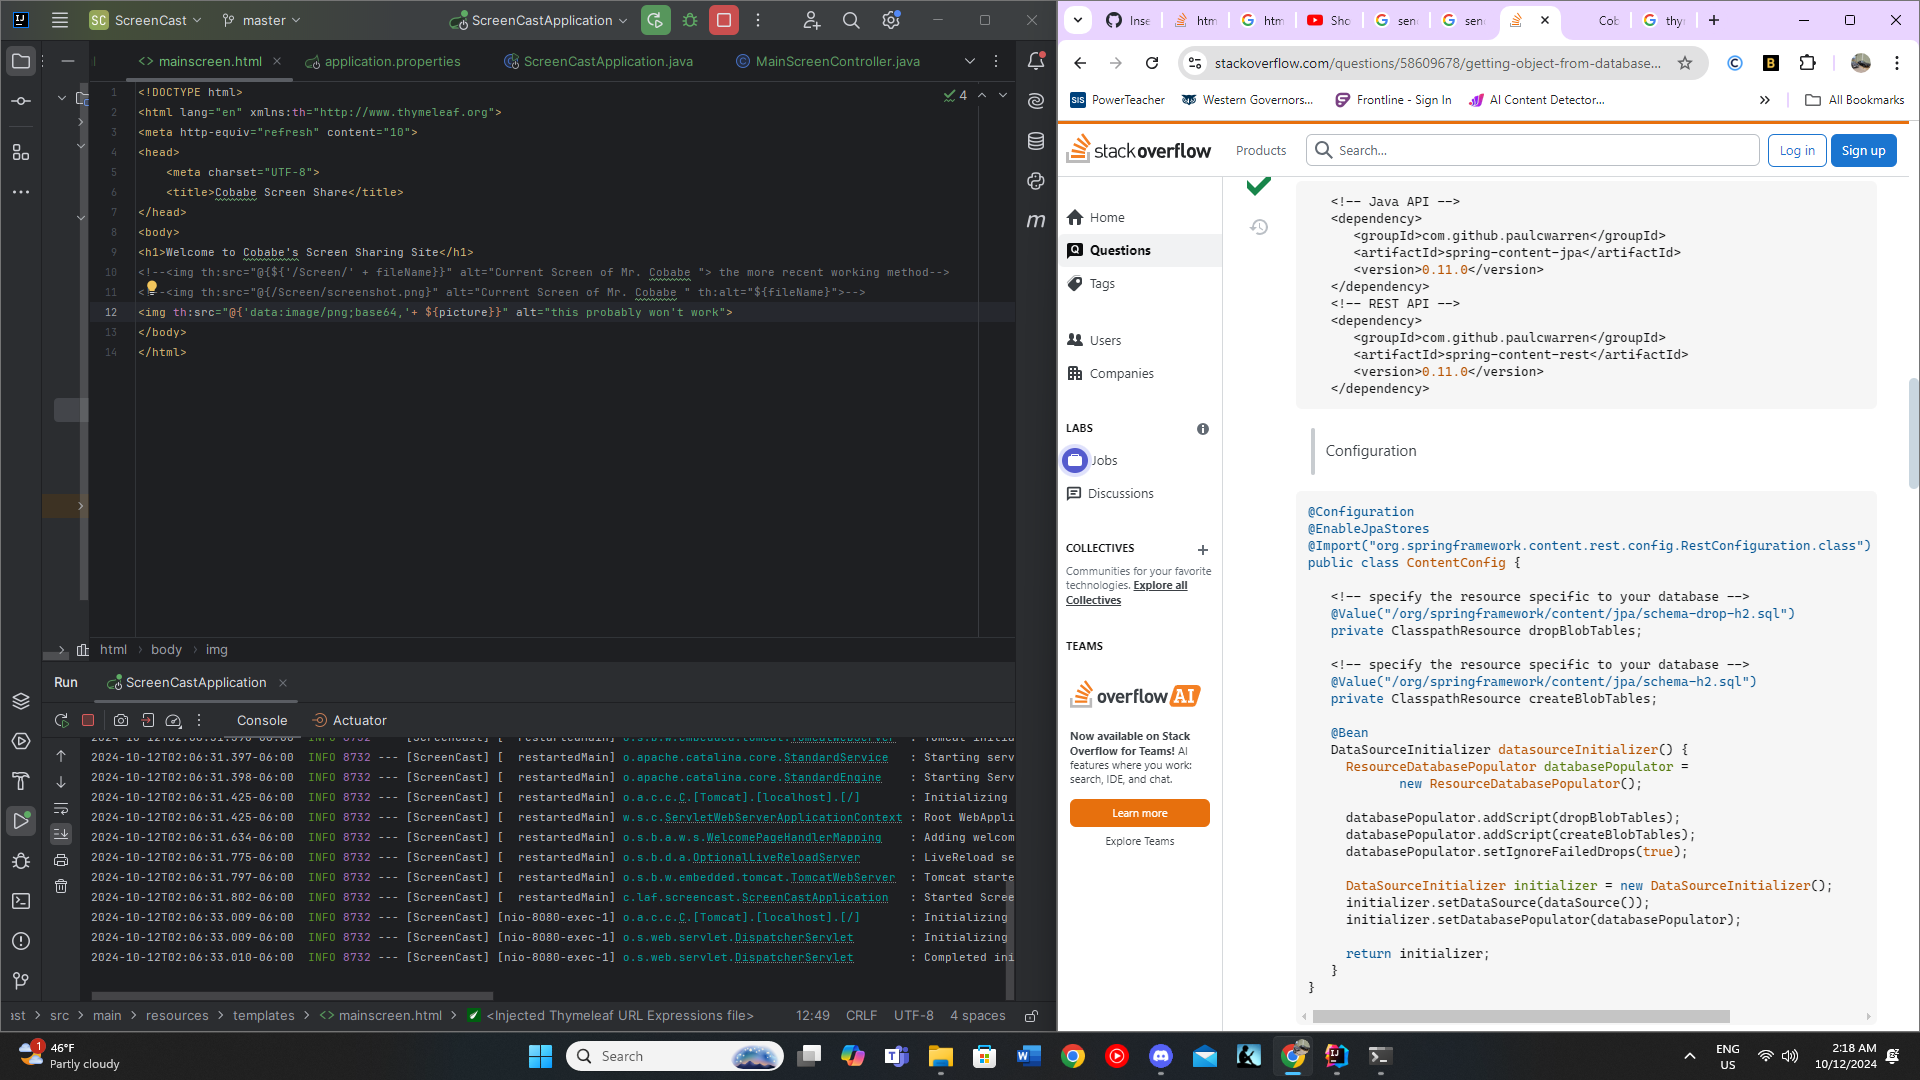 SC ScreenCast
master
ScreenCastApplication
mainscreen.html
application.properties
ScreenCastApplication.java
MainScreenController.java
4
1 <!DOCTYPE html>
2 <html lang="en" xmlns:th="http://www.thymeleaf.org">
3 <meta http-equiv="refresh" content="10">
4 <head>
5 <meta charset="UTF-8">
6 <title>Cobabe Screen Share</title>
7 </head>
8 <body>
9 <h1>Welcome to Cobabe's Screen Sharing Site</h1>
10 <!--<img th:src="@{${'/Screen/' + fileName}}" alt="Current Screen of Mr. Cobabe "> the more recent working method-->
11 <!--<img th:src="@{/Screen/screenshot.png}" alt="Current Screen of Mr. Cobabe " th:alt="${fileName}">-->
12 <img th:src="@{'data:image/png;base64,'+ ${picture}}" alt="this probably won't work">
13 </body>
14 </html>
html › body › img
Run ScreenCastApplication
Console Actuator
2024-10-12T02:06:31.396-06:00 INFO 8732 --- [ScreenCast] [ restartedMain] o.s.b.w.embedded.tomcat.TomcatWebServer : Tomcat initia
2024-10-12T02:06:31.397-06:00 INFO 8732 --- [ScreenCast] [ restartedMain] o.apache.catalina.core.StandardService : Starting serv
2024-10-12T02:06:31.398-06:00 INFO 8732 --- [ScreenCast] [ restartedMain] o.apache.catalina.core.StandardEngine : Starting Serv
2024-10-12T02:06:31.425-06:00 INFO 8732 --- [ScreenCast] [ restartedMain] o.a.c.c.C.[Tomcat].[localhost].[/] : Initializing
2024-10-12T02:06:31.425-06:00 INFO 8732 --- [ScreenCast] [ restartedMain] w.s.c.ServletWebServerApplicationContext : Root WebAppli
2024-10-12T02:06:31.634-06:00 INFO 8732 --- [ScreenCast] [ restartedMain] o.s.b.a.w.s.WelcomePageHandlerMapping : Adding welcom
2024-10-12T02:06:31.775-06:00 INFO 8732 --- [ScreenCast] [ restartedMain] o.s.b.d.a.OptionalLiveReloadServer : LiveReload se
2024-10-12T02:06:31.797-06:00 INFO 8732 --- [ScreenCast] [ restartedMain] o.s.b.w.embedded.tomcat.TomcatWebServer : Tomcat starte
2024-10-12T02:06:31.802-06:00 INFO 8732 --- [ScreenCast] [ restartedMain] c.laf.screencast.ScreenCastApplication : Started Scree
2024-10-12T02:06:33.009-06:00 INFO 8732 --- [ScreenCast] [nio-8080-exec-1] o.a.c.c.C.[Tomcat].[localhost].[/] : Initializing
2024-10-12T02:06:33.009-06:00 INFO 8732 --- [ScreenCast] [nio-8080-exec-1] o.s.web.servlet.DispatcherServlet : Initializing
2024-10-12T02:06:33.010-06:00 INFO 8732 --- [ScreenCast] [nio-8080-exec-1] o.s.web.servlet.DispatcherServlet : Completed ini
ast › src › main › resources › templates › mainscreen.html › <Injected Thymeleaf URL Expressions file>
12:49 CRLF UTF-8 4 spaces
Inse htm htm Sho sen sen Cob thy
stackoverflow.com/questions/58609678/getting-object-from-database...
PowerTeacher
Western Governors...
Frontline - Sign In
AI Content Detector...
All Bookmarks
stackoverflow
Products
Search...
Log in
Sign up
Home
Questions
Tags
Users
Companies
LABS
Jobs
Discussions
COLLECTIVES
Communities for your favorite
technologies. Explore all
Collectives
TEAMS
overflow AI
Now available on Stack
Overflow for Teams! AI
features where you work:
search, IDE, and chat.
Learn more
Explore Teams
<!-- Java API -->
<dependency>
<groupId>com.github.paulcwarren</groupId>
<artifactId>spring-content-jpa</artifactId>
<version>0.11.0</version>
</dependency>
<!-- REST API -->
<dependency>
<groupId>com.github.paulcwarren</groupId>
<artifactId>spring-content-rest</artifactId>
<version>0.11.0</version>
</dependency>
Configuration
@Configuration
@EnableJpaStores
@Import("org.springframework.content.rest.config.RestConfiguration.class")
public class ContentConfig {
<!-- specify the resource specific to your database -->
@Value("/org/springframework/content/jpa/schema-drop-h2.sql")
private ClasspathResource dropBlobTables;
<!-- specify the resource specific to your database -->
@Value("/org/springframework/content/jpa/schema-h2.sql")
private ClasspathResource createBlobTables;
@Bean
DataSourceInitializer datasourceInitializer() {
ResourceDatabasePopulator databasePopulator =
new ResourceDatabasePopulator();
databasePopulator.addScript(dropBlobTables);
databasePopulator.addScript(createBlobTables);
databasePopulator.setIgnoreFailedDrops(true);
DataSourceInitializer initializer = new DataSourceInitializer();
initializer.setDataSource(dataSource());
initializer.setDatabasePopulator(databasePopulator);
return initializer;
}
}
1
46°F
Partly cloudy
Search
ENG
US
2:18 AM
10/12/2024